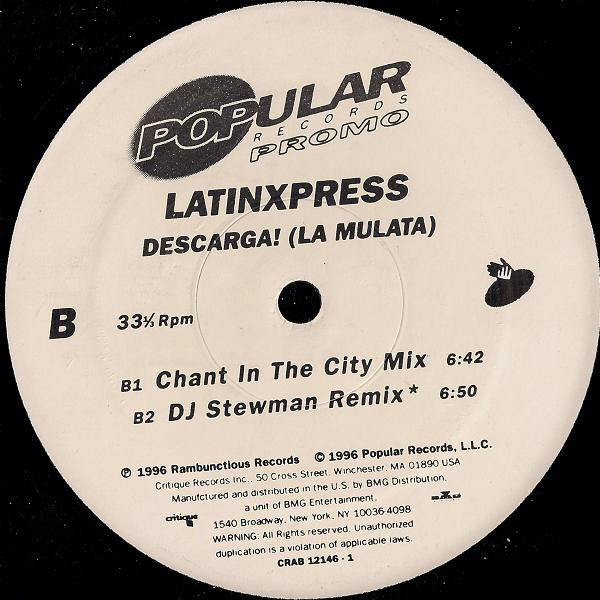 POPULAR
RECORDS
PROMO
LATINXPRESS
DESCARGA! (LA MULATA)
B 33⅓ Rpm
B1 Chant In The City Mix 6:42
B2 DJ Stewman Remix* 6:50
℗ 1996 Rambunctious Records © 1996 Popular Records, L.L.C.
Critique Records Inc., 50 Cross Street, Winchester, MA 01890 USA
Manufctured and distributed in the U.S. by BMG Distribution,
a unit of BMG Entertainment,
critique BMG
1540 Broadway, New York, NY 10036-4098
WARNING: All Rights reserved. Unauthorized
duplication is a violation of applicable laws.
CRAB 12146 - 1